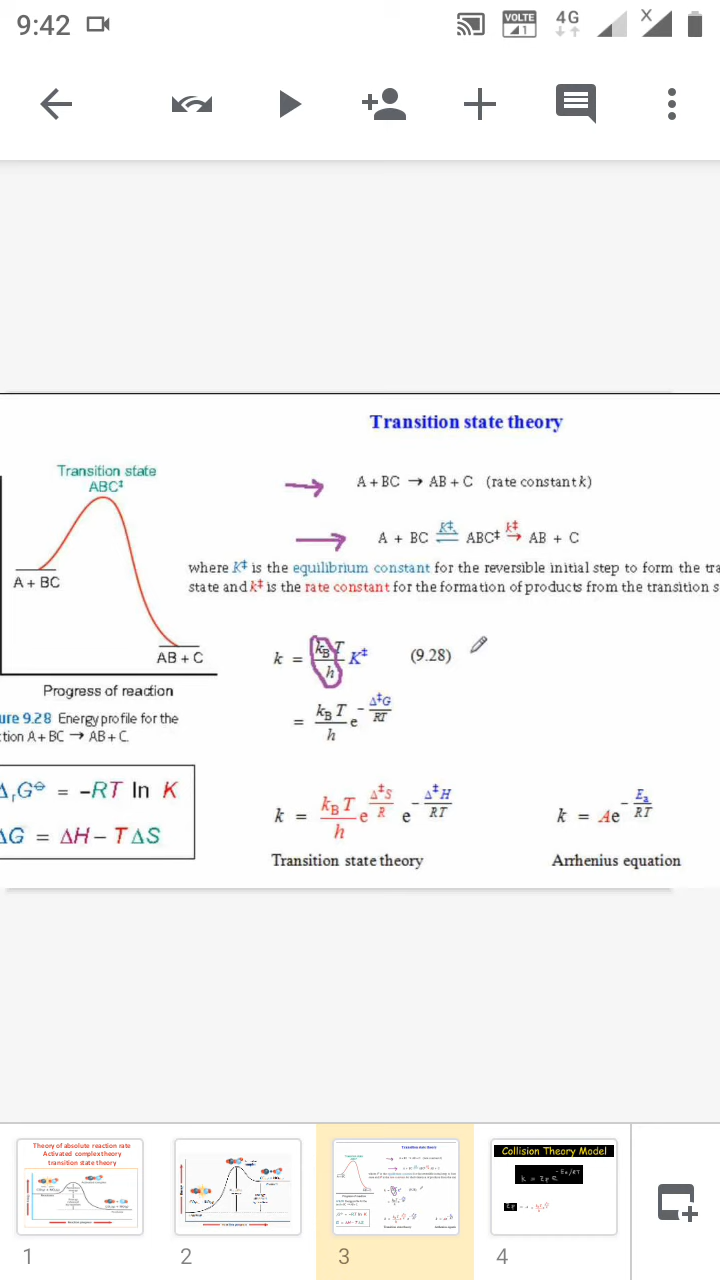 9:42
VOLTE
1
4G
X
Transition state theory
Transition state
ABC‡
A + BC → AB + C (rate constant k)
A + BC ⇌ ABC‡ → AB + C
K‡
k‡
A + BC
AB + C
where K‡ is the equilibrium constant for the reversible initial step to form the tra
state and k‡ is the rate constant for the formation of products from the transition s
k = kBT/h K‡ (9.28)
= kBT/h e^−Δ‡G/RT
Progress of reaction
ure 9.28 Energy profile for the
tion A + BC → AB + C.
ΔrG⊖ = −RT ln K
ΔG = ΔH − TΔS
k = kBT/h e^Δ‡S/R e^−Δ‡H/RT
k = Ae^−Ea/RT
Transition state theory
Arrhenius equation
Theory of absolute reaction rate
Activated complex theory
transition state theory
Collision Theory Model
1
2
3
4